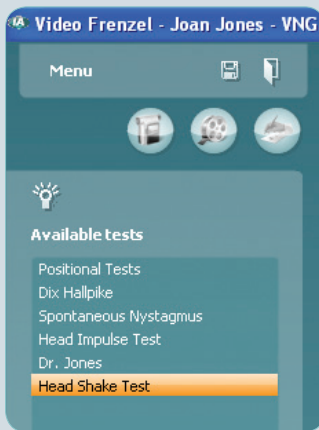 Video Frenzel - Joan Jones - VNG
Menu
Available tests
Positional Tests
Dix Hallpike
Spontaneous Nystagmus
Head Impulse Test
Dr. Jones
Head Shake Test